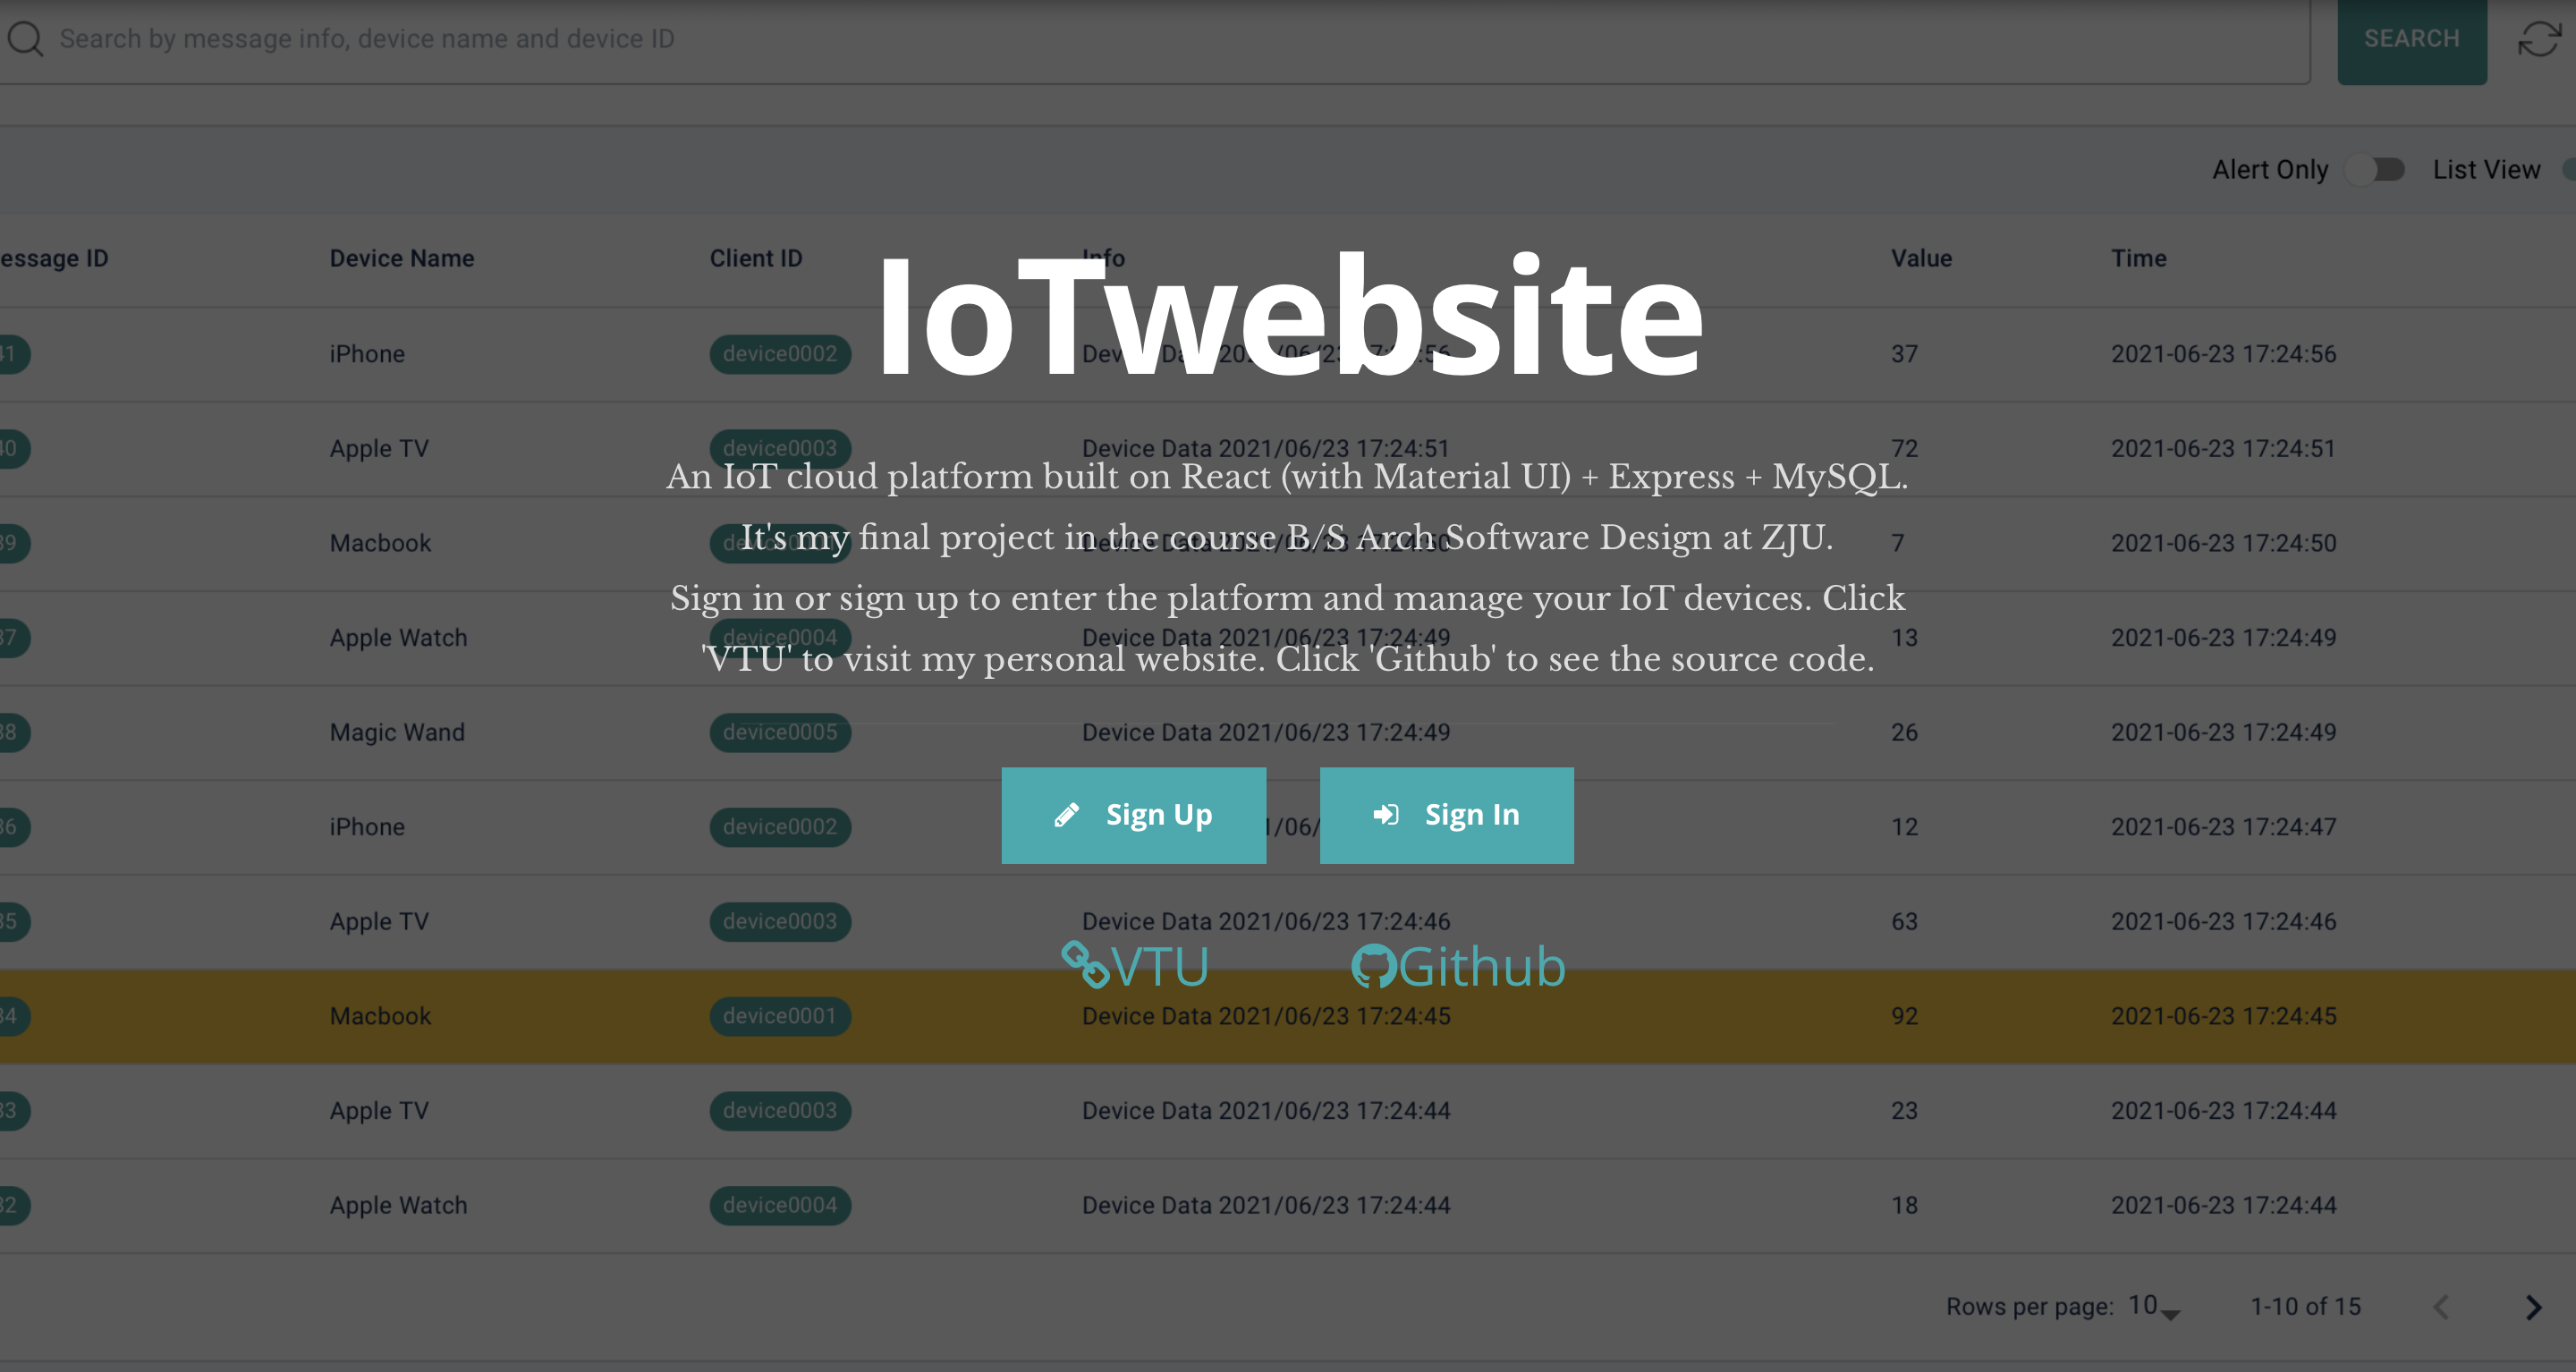 Search by message info, device name and device ID
SEARCH
Alert Only List View
essage ID Device Name Client ID Info Value Time
IoTwebsite
41 iPhone device0002 37 2021-06-23 17:24:56
40 Apple TV device0003 Device Data 2021/06/23 17:24:51 72 2021-06-23 17:24:51
An IoT cloud platform built on React (with Material UI) + Express + MySQL.
39 Macbook 7 2021-06-23 17:24:50
It's my final project in the course B/S Arch Software Design at ZJU.
Sign in or sign up to enter the platform and manage your IoT devices. Click
37 Apple Watch device0004 Device Data 2021/06/23 17:24:49 13 2021-06-23 17:24:49
'VTU' to visit my personal website. Click 'Github' to see the source code.
38 Magic Wand device0005 Device Data 2021/06/23 17:24:49 26 2021-06-23 17:24:49
Sign Up Sign In
36 iPhone device0002 12 2021-06-23 17:24:47
35 Apple TV device0003 Device Data 2021/06/23 17:24:46 63 2021-06-23 17:24:46
VTU Github
34 Macbook device0001 Device Data 2021/06/23 17:24:45 92 2021-06-23 17:24:45
33 Apple TV device0003 Device Data 2021/06/23 17:24:44 23 2021-06-23 17:24:44
32 Apple Watch device0004 Device Data 2021/06/23 17:24:44 18 2021-06-23 17:24:44
Rows per page: 10 1-10 of 15